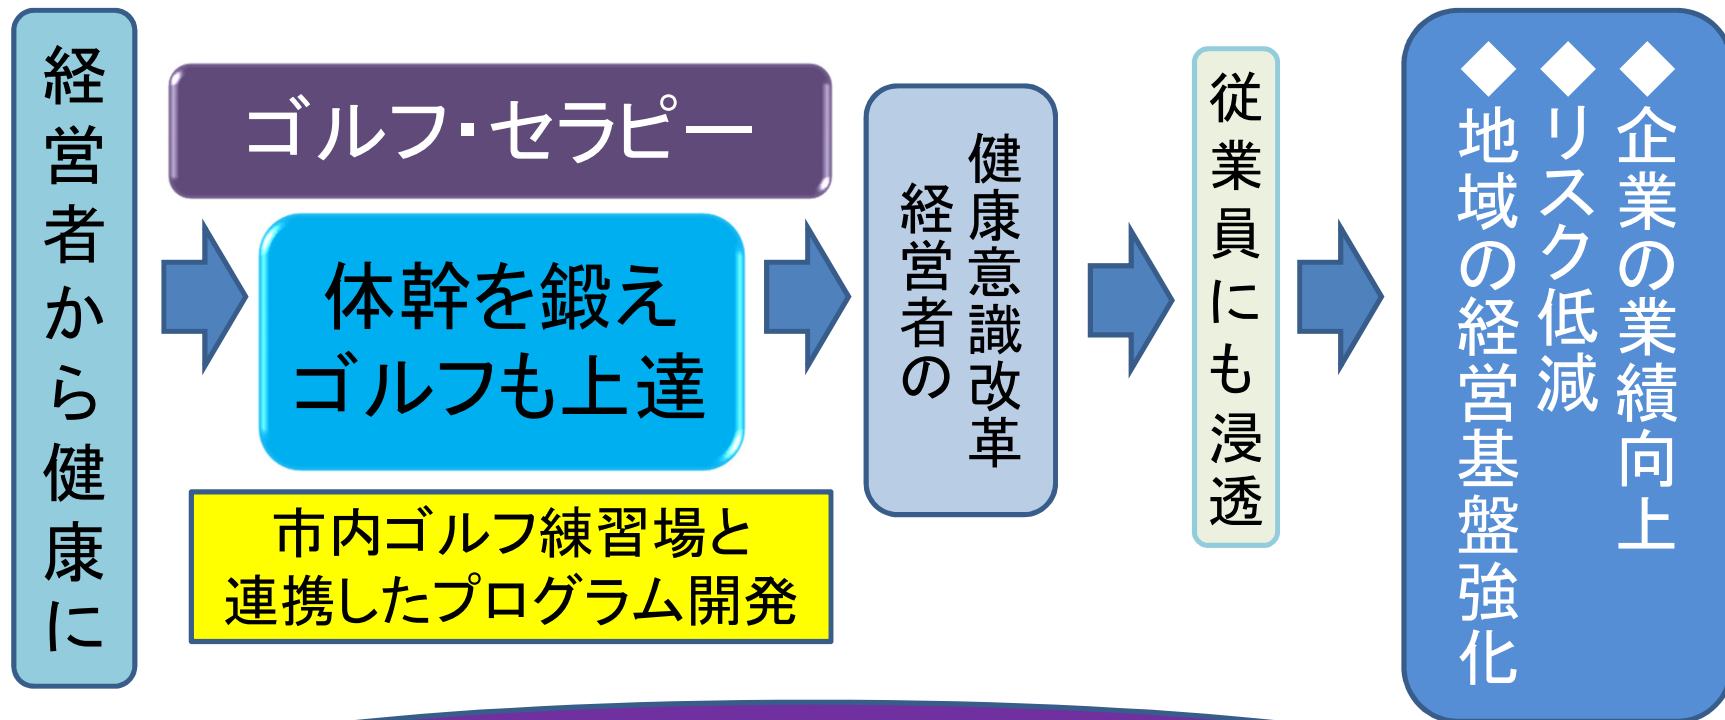 経営者から健康に
ゴルフ・セラピー
体幹を鍛え
ゴルフも上達
市内ゴルフ練習場と
連携したプログラム開発
健康意識改革
経営者の
従業員にも浸透
◆企業の業績向上
◆リスク低減
◆地域の経営基盤強化